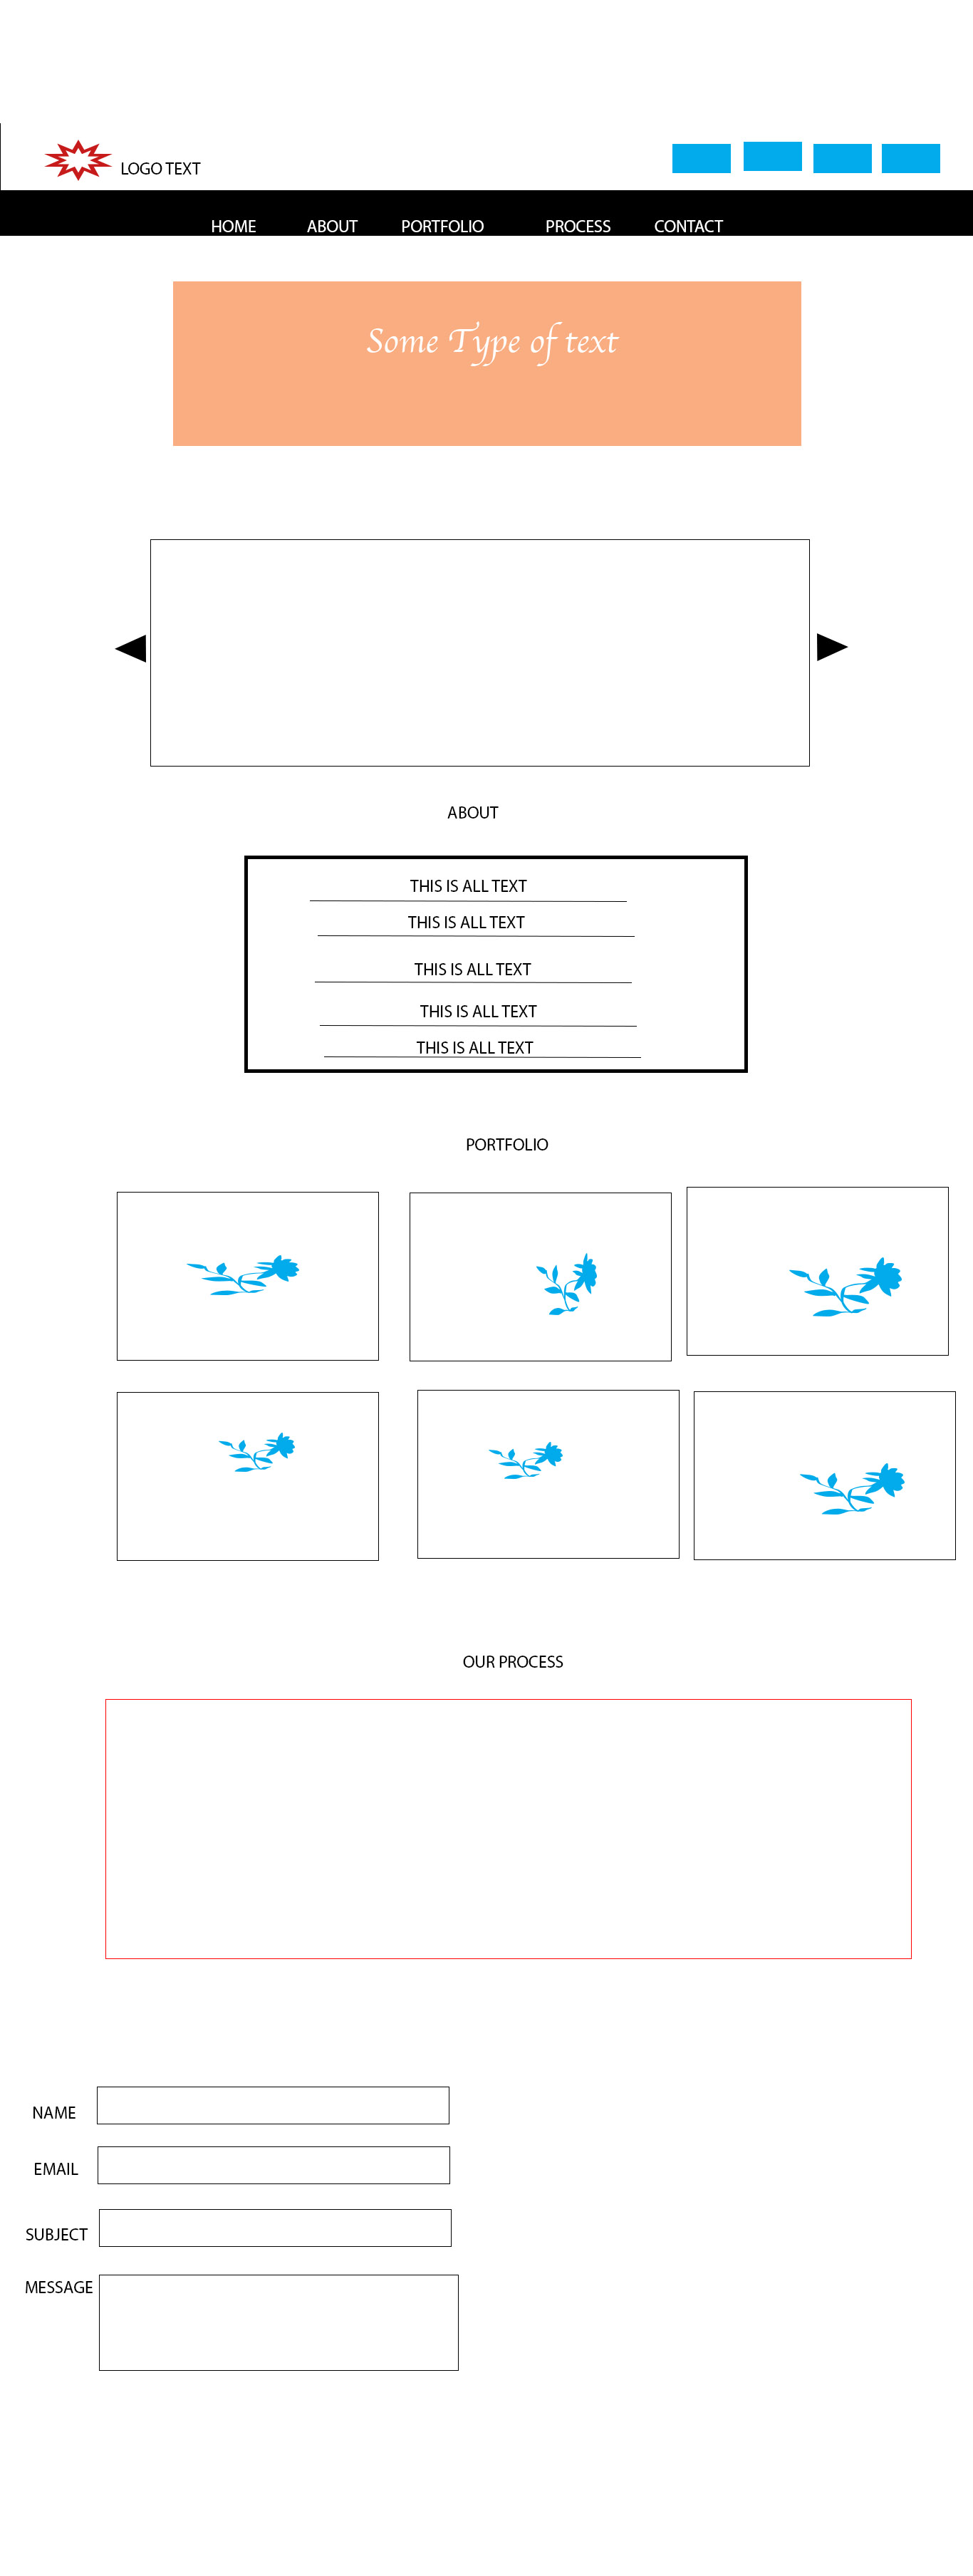 LOGO TEXT
HOME ABOUT PORTFOLIO PROCESS CONTACT
Some Type of text
ABOUT
THIS IS ALL TEXT
THIS IS ALL TEXT
THIS IS ALL TEXT
THIS IS ALL TEXT
THIS IS ALL TEXT
PORTFOLIO
OUR PROCESS
NAME
EMAIL
SUBJECT
MESSAGE